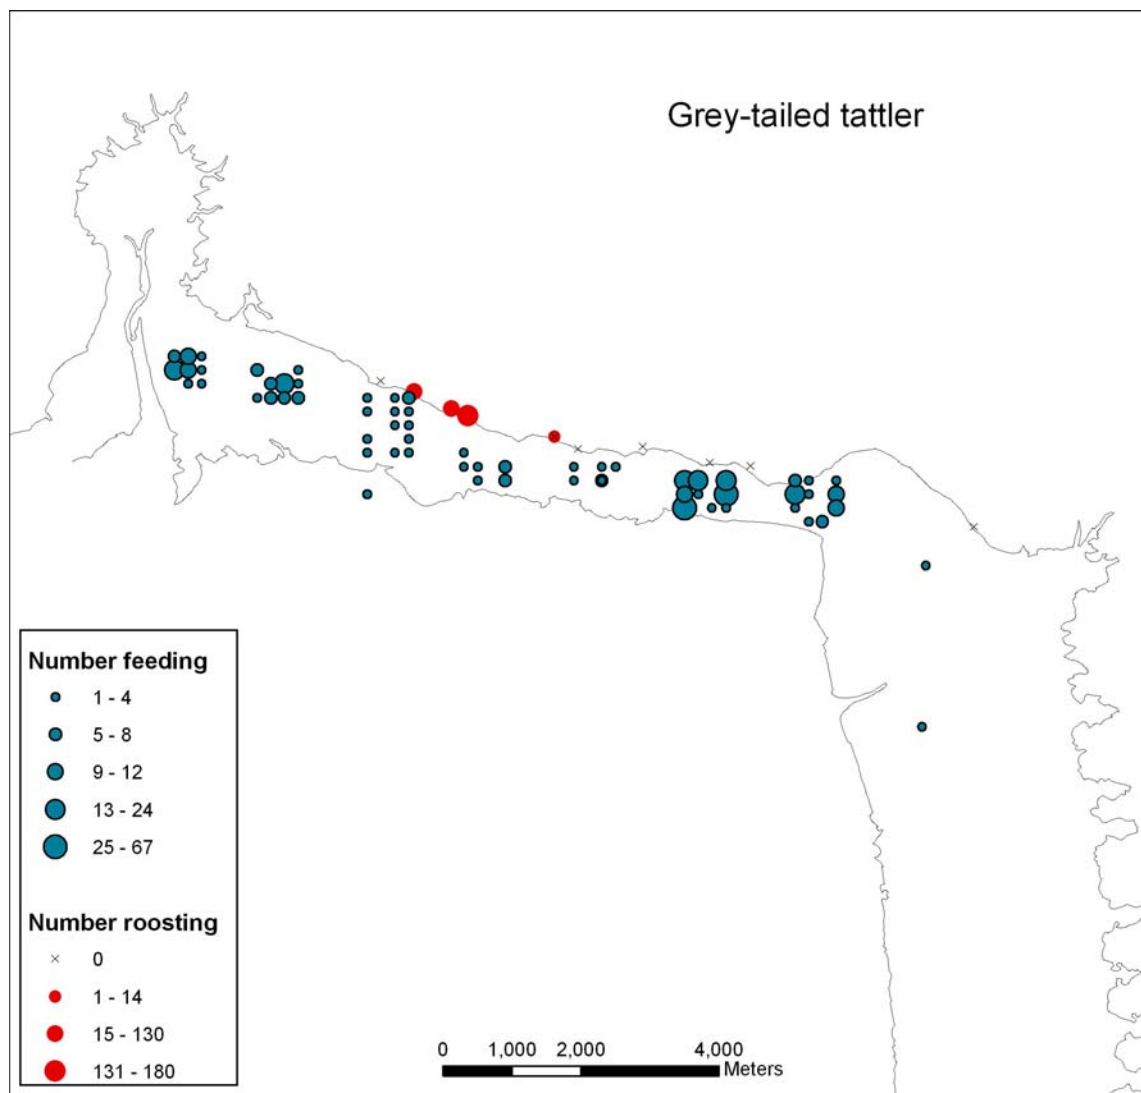 Grey-tailed tattler
Number feeding
1 - 4
5 - 8
9 - 12
13 - 24
25 - 67
Number roosting
0
1 - 14
15 - 130
131 - 180
0 1,000 2,000 4,000
Meters